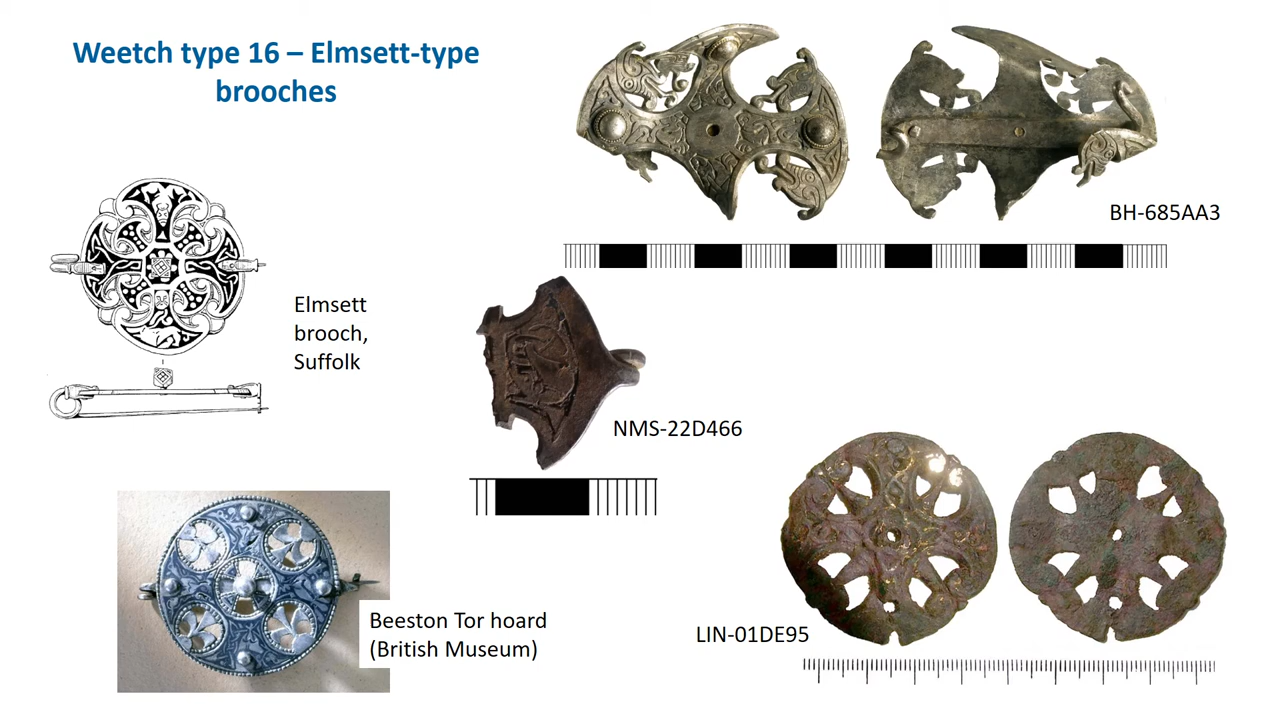 Weetch type 16 – Elmsett-type
brooches
BH-685AA3
Elmsett
brooch,
Suffolk
NMS-22D466
Beeston Tor hoard
(British Museum)
LIN-01DE95